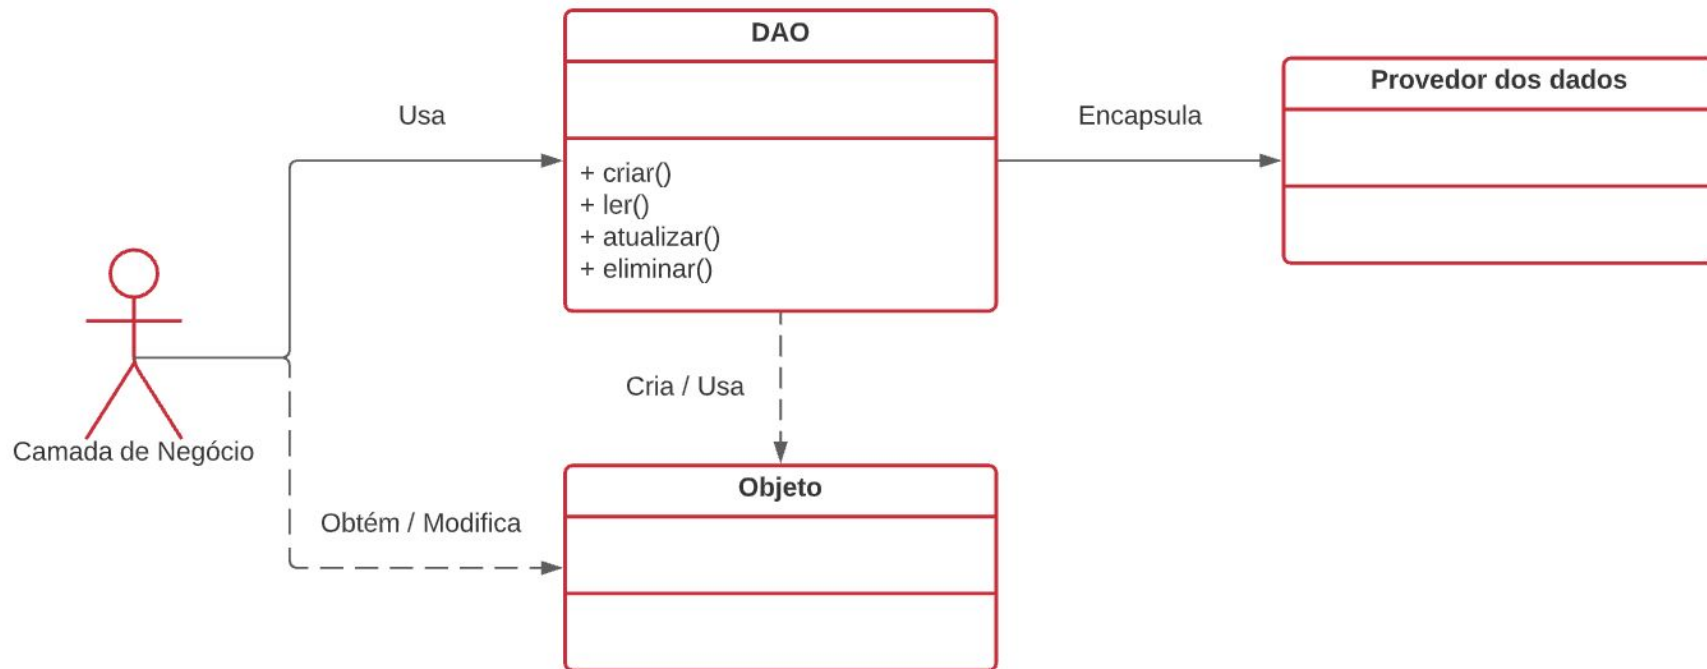 DAO
Provedor dos dados
Usa
Encapsula
+ criar()
+ ler()
+ atualizar()
+ eliminar()
Cria / Usa
Camada de Negócio
Objeto
Obtém / Modifica